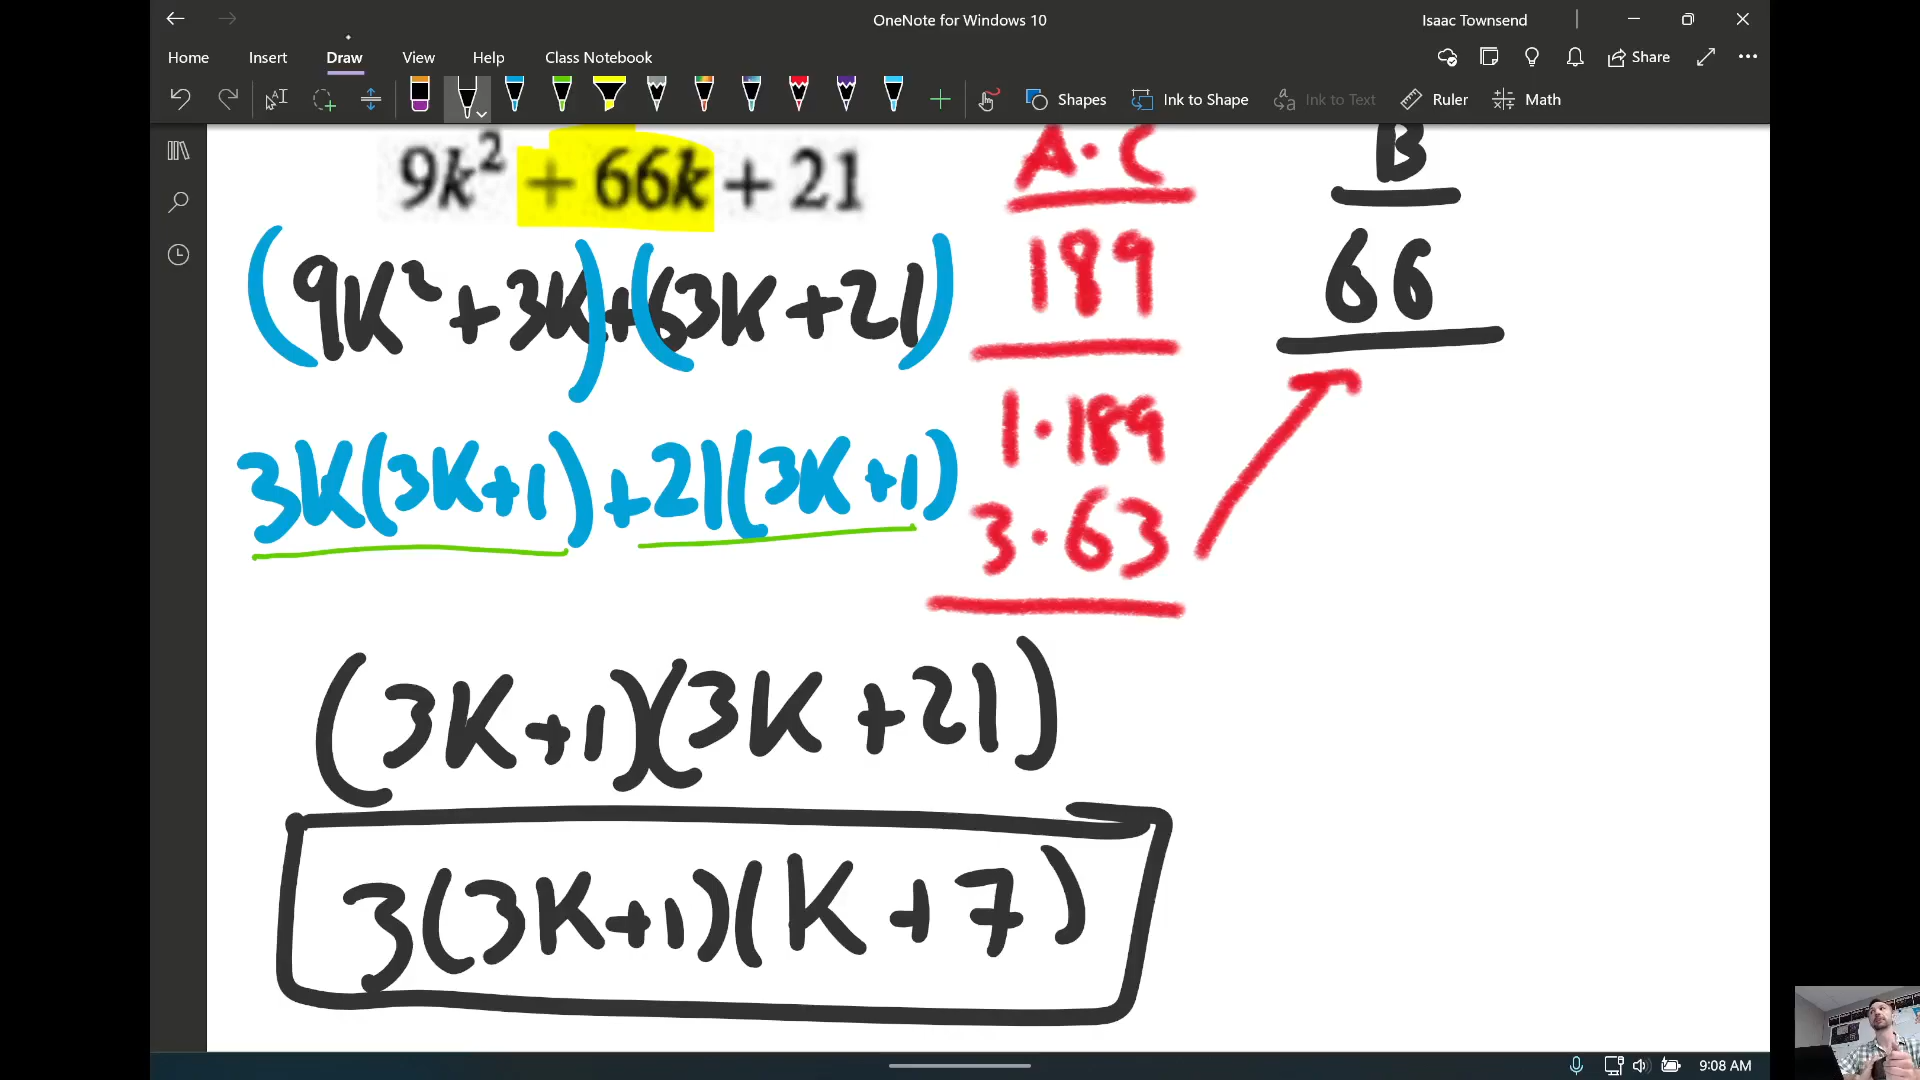 OneNote for Windows 10
Isaac Townsend
Home Insert Draw View Help Class Notebook
Share
Shapes Ink to Shape Ink to Text Ruler Math
9k² + 66k + 21
(9K²+3K)+(63K+21)
3K(3K+1)+21(3K+1)
(3K+1)(3K+21)
3(3K+1)(K+7)
A·C
189
1·189
3·63
B
66
9:08 AM